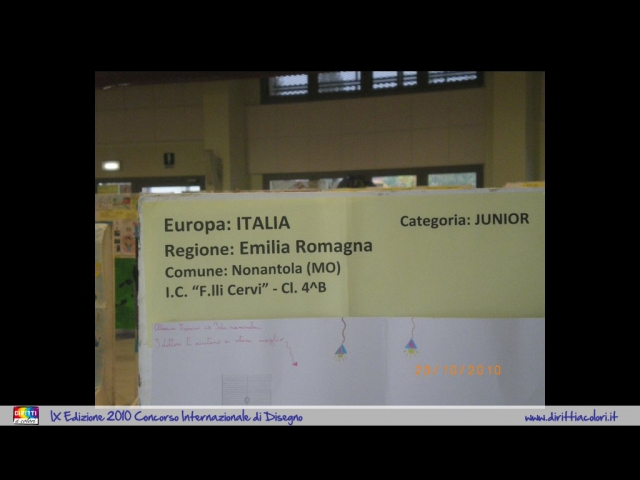 Europa: ITALIA
Categoria: JUNIOR
Regione: Emilia Romagna
Comune: Nonantola (MO)
I.C. “F.lli Cervi” - Cl. 4^B
DIRITTI
IX Edizione 2010 Concorso Internazionale di Disegno
www.dirittiacolori.it